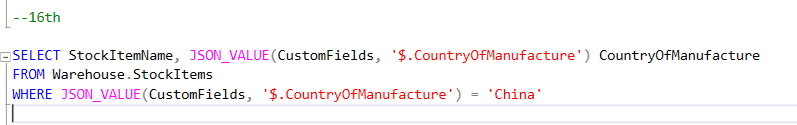 --16th
SELECT StockItemName, JSON_VALUE(CustomFields, '$.CountryOfManufacture') CountryOfManufacture
FROM Warehouse.StockItems
WHERE JSON_VALUE(CustomFields, '$.CountryOfManufacture') = 'China'